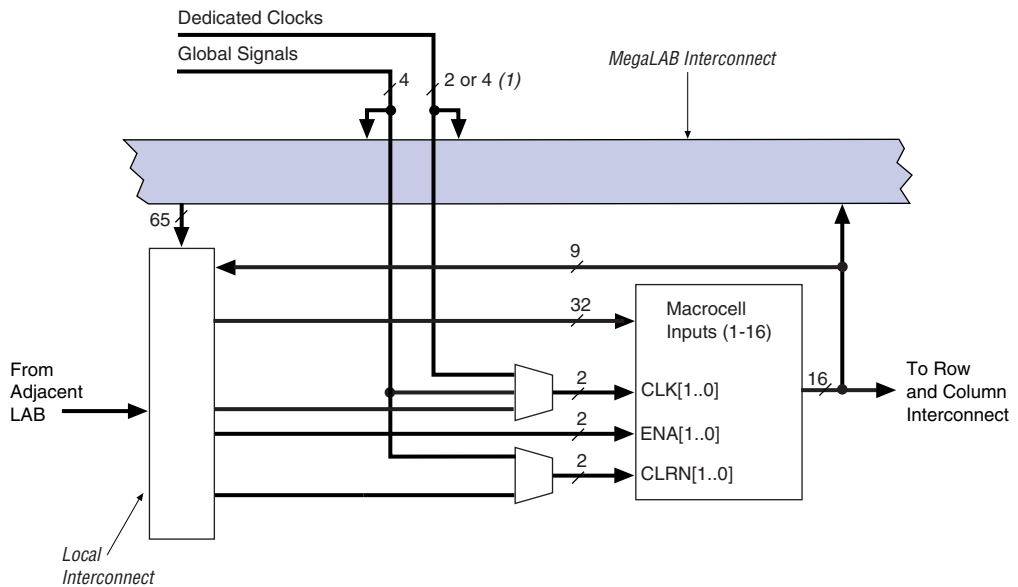 Dedicated Clocks
Global Signals
4
2 or 4 (1)
MegaLAB Interconnect
65
9
32
Macrocell
Inputs (1-16)
From
Adjacent
LAB
2
CLK[1..0]
16
To Row
and Column
Interconnect
2
ENA[1..0]
2
CLRN[1..0]
Local
Interconnect